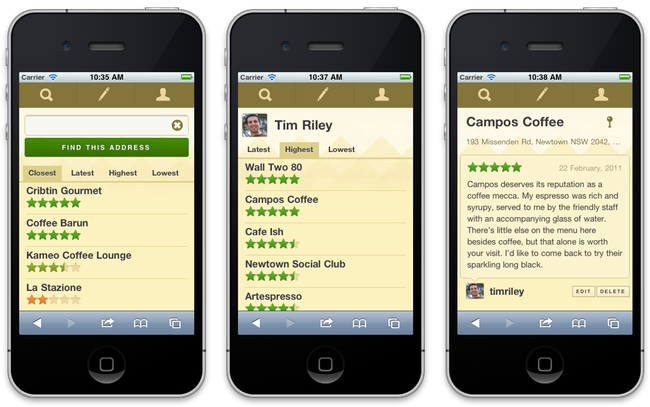 Carrier 10:35 AM
FIND THIS ADDRESS
Closest Latest Highest Lowest
Cribtin Gourmet
Coffee Barun
Kameo Coffee Lounge
La Stazione
Carrier 10:37 AM
Tim Riley
Latest Highest Lowest
Wall Two 80
Campos Coffee
Cafe Ish
Newtown Social Club
Artespresso
Carrier 10:38 AM
Campos Coffee
193 Missenden Rd, Newtown NSW 2042, ...
22 February, 2011
Campos deserves its reputation as a
coffee mecca. My espresso was rich and
syrupy, served to me by the friendly staff
with an accompanying glass of water.
There's little else on the menu here
besides coffee, but that alone is worth
your visit. I'd like to come back to try their
sparkling long black.
timriley EDIT DELETE